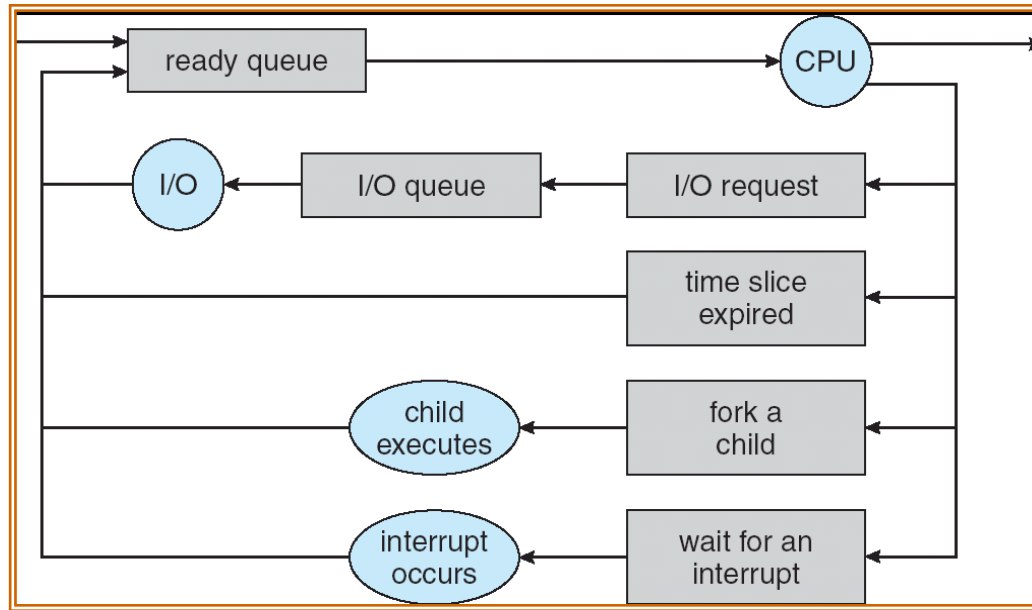 ready queue
CPU
I/O
I/O queue
I/O request
time slice
expired
child
executes
fork a
child
interrupt
occurs
wait for an
interrupt